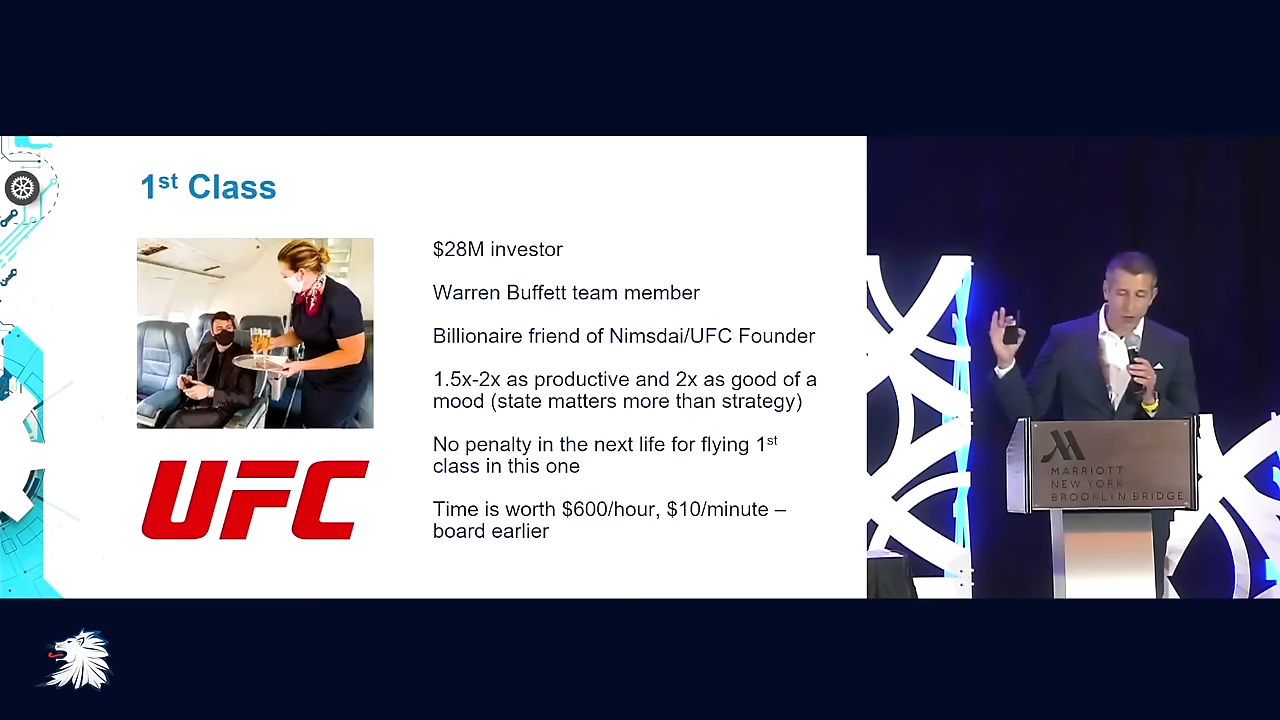 1st Class
$28M investor
Warren Buffett team member
Billionaire friend of Nimsdai/UFC Founder
1.5x-2x as productive and 2x as good of a
mood (state matters more than strategy)
No penalty in the next life for flying 1st
class in this one
Time is worth $600/hour, $10/minute –
board earlier
UFC
MARRIOTT
NEW YORK
BROOKLYN BRIDGE